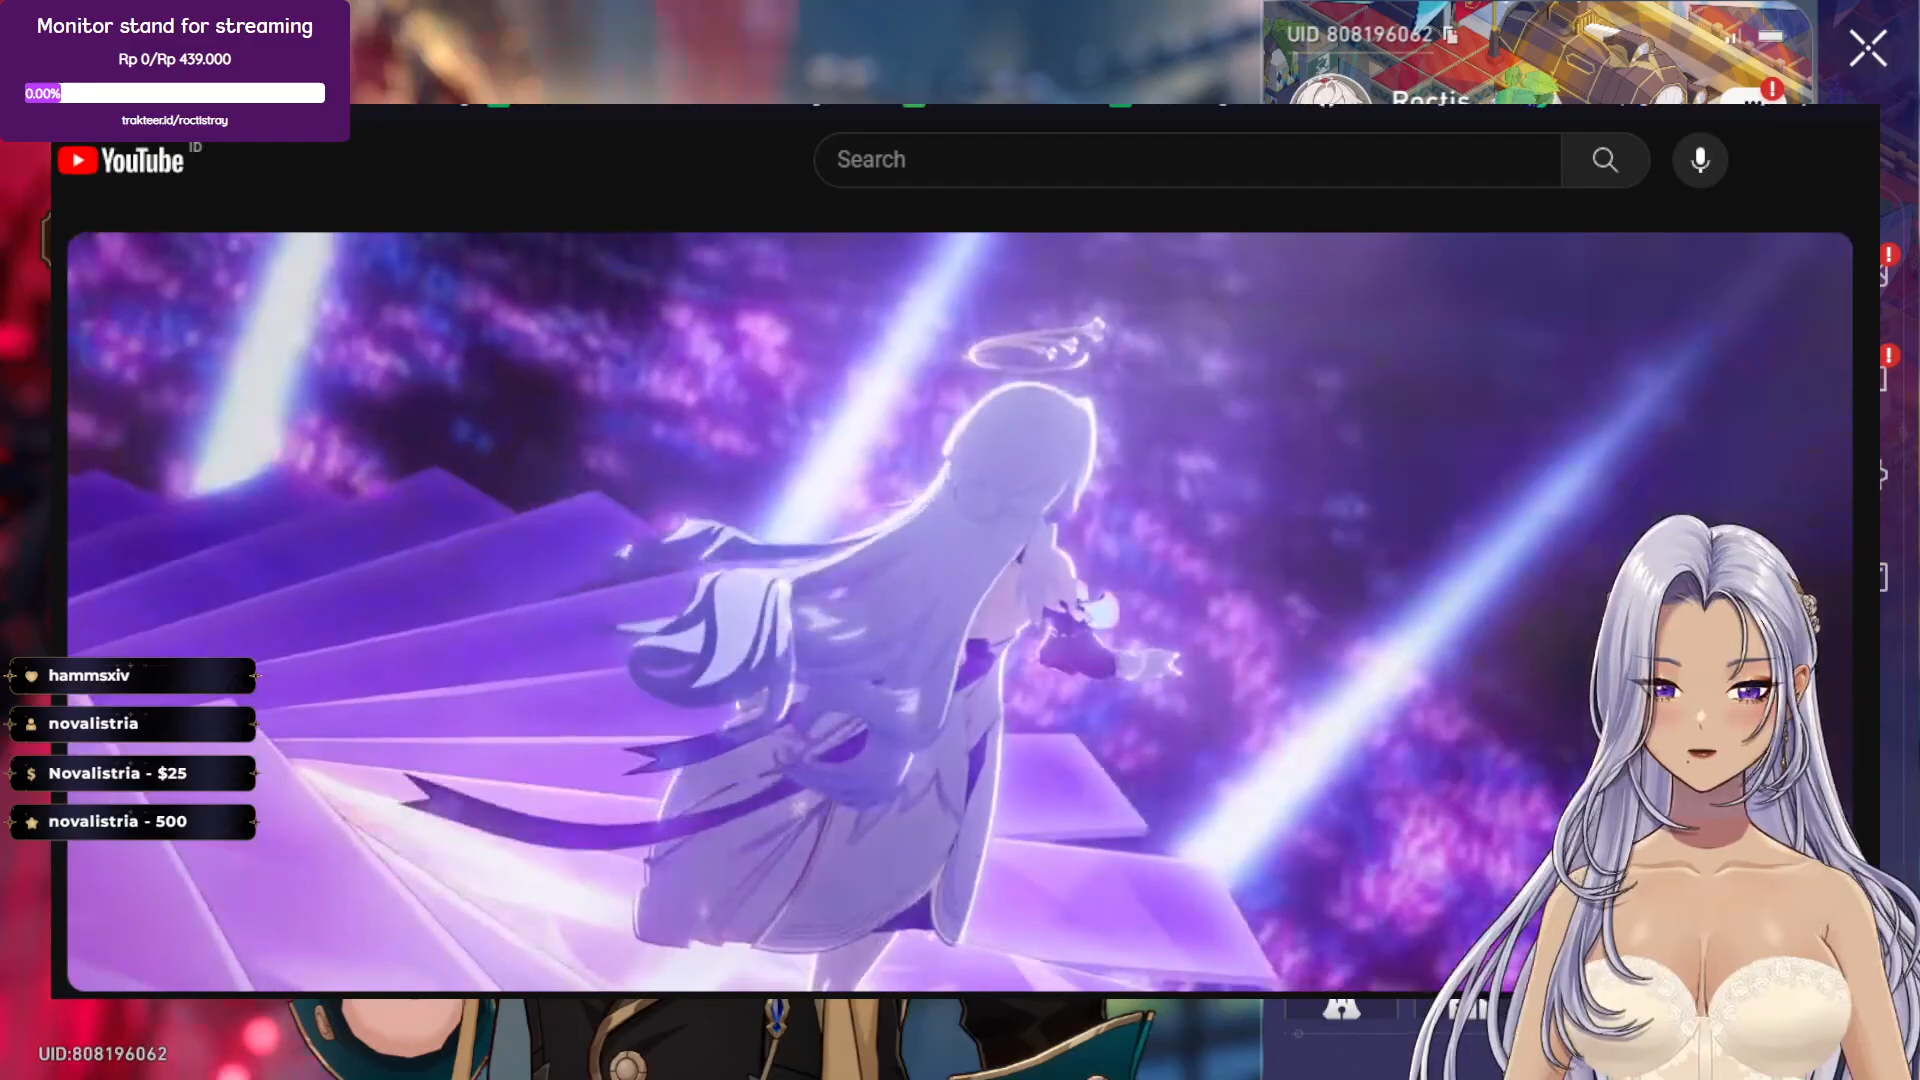 Monitor stand for streaming
Rp 0/Rp 439.000
0.00%
trakteer.id/roctistray
UID 808196062
Roctis
YouTube ID
Search
hammsxiv
novalistria
Novalistria - $25
novalistria - 500
UID:808196062